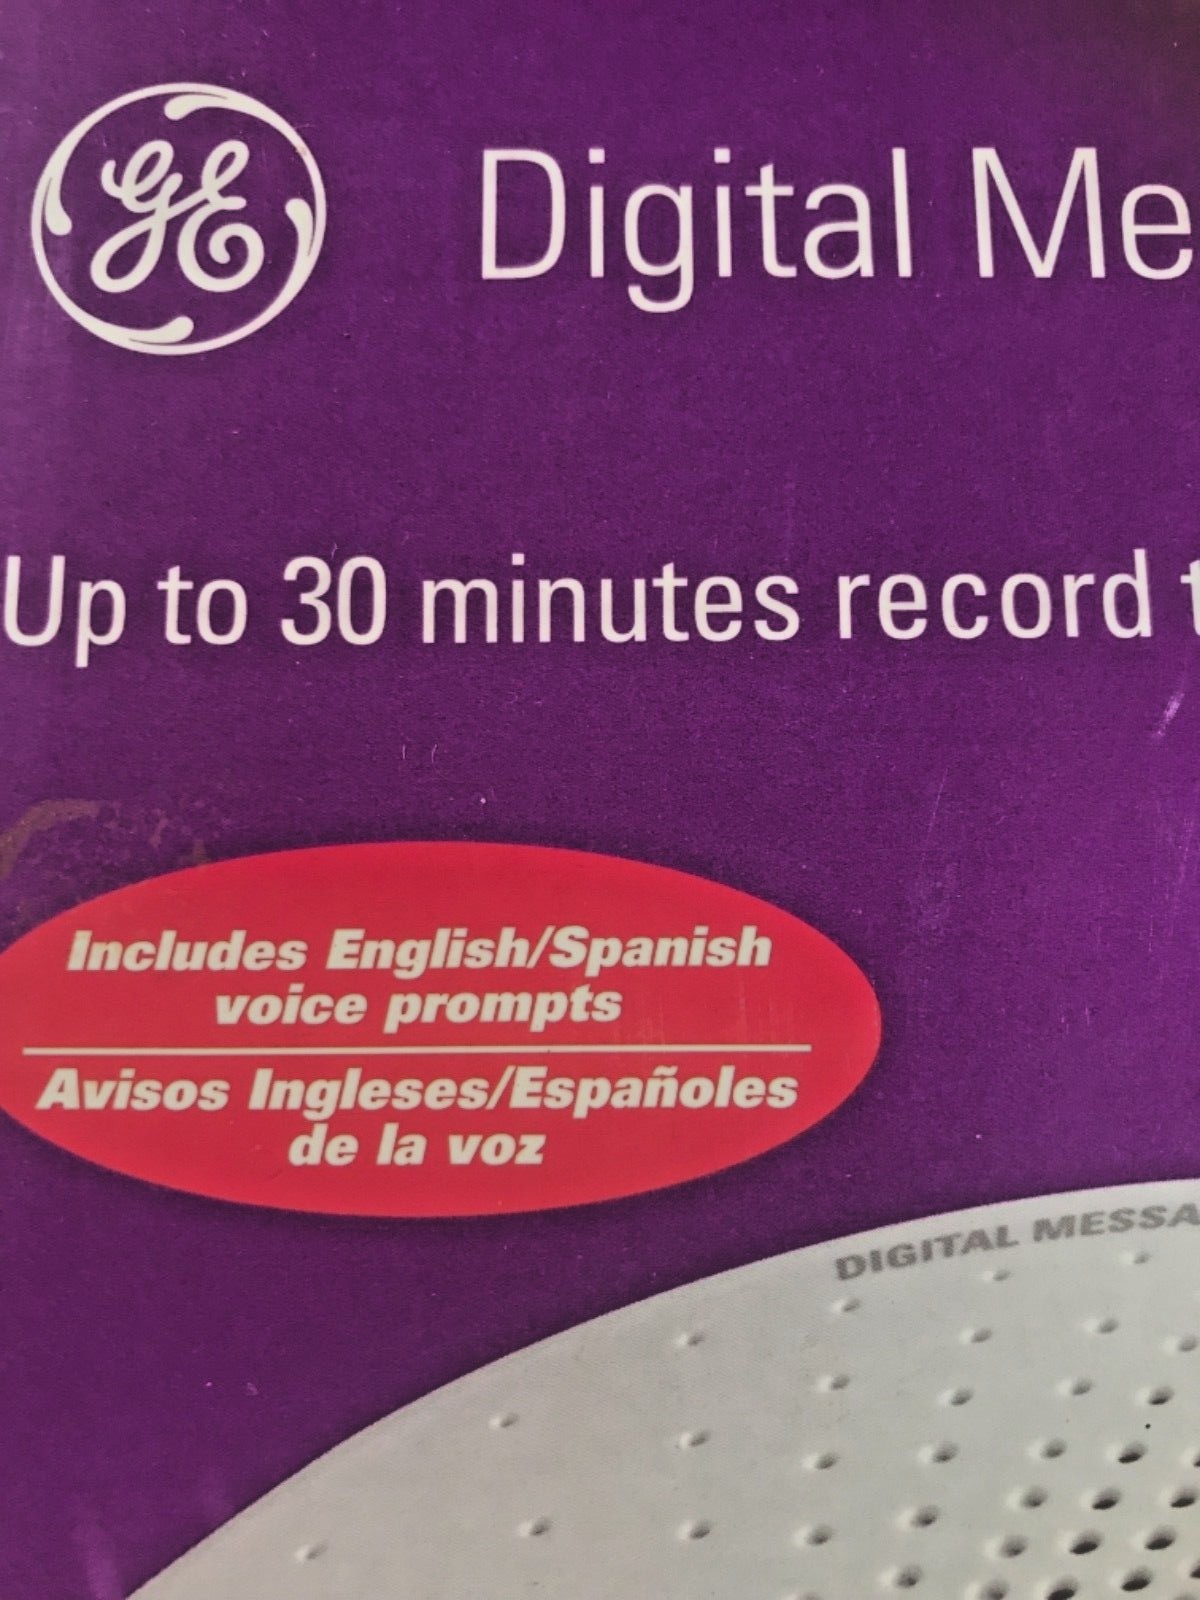 GE
Digital Me
Up to 30 minutes record t
Includes English/Spanish
voice prompts
Avisos Ingleses/Españoles
de la voz
DIGITAL MESSA